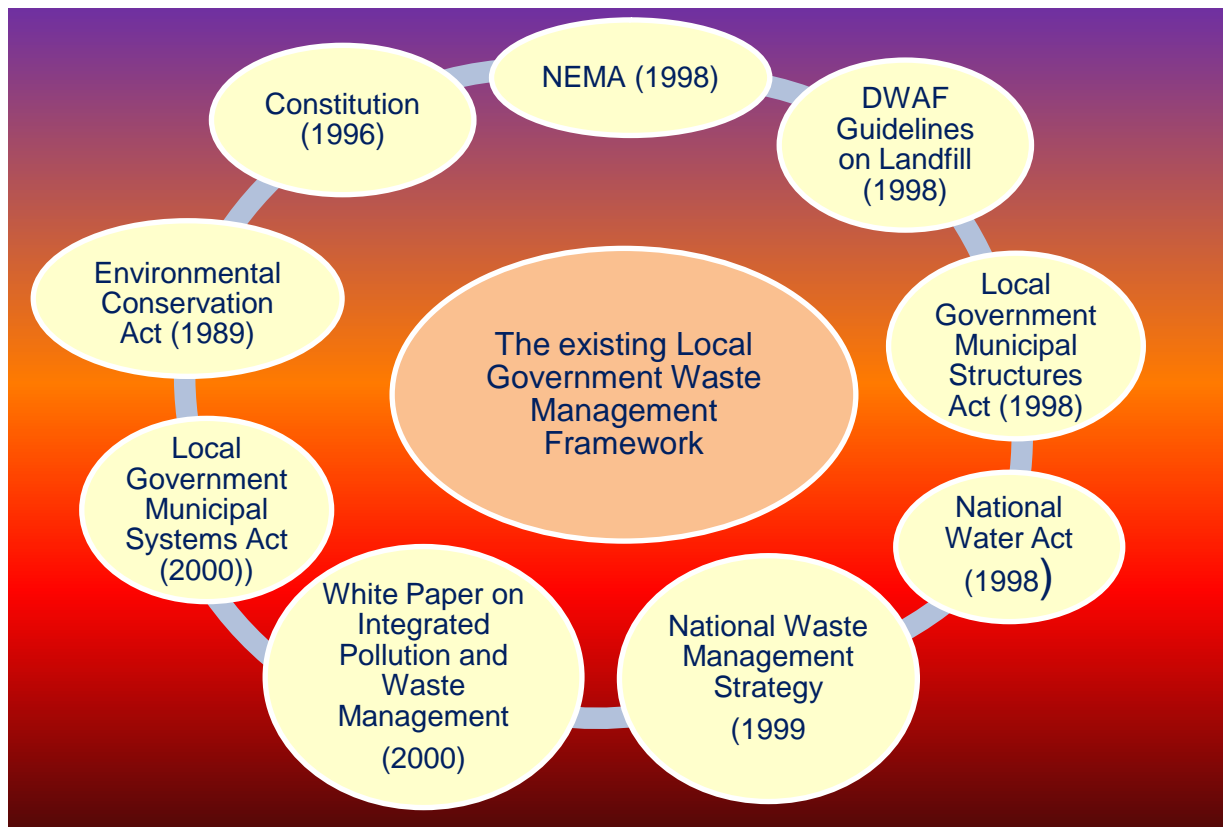 NEMA (1998)
DWAF
Guidelines
on Landfill
(1998)
Local
Government
Municipal
Structures
Act (1998)
National
Water Act
(1998)
National Waste
Management
Strategy
(1999
White Paper on
Integrated
Pollution and
Waste
Management
(2000)
Local
Government
Municipal
Systems Act
(2000))
Environmental
Conservation
Act (1989)
Constitution
(1996)
The existing Local
Government Waste
Management
Framework